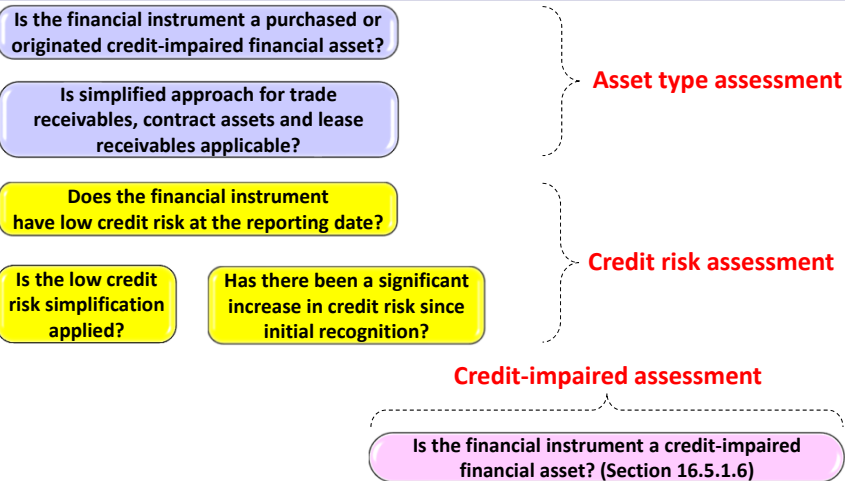 Is the financial instrument a purchased or
originated credit-impaired financial asset?
Asset type assessment
Is simplified approach for trade
receivables, contract assets and lease
receivables applicable?
Does the financial instrument
have low credit risk at the reporting date?
Credit risk assessment
Is the low credit
risk simplification
applied?
Has there been a significant
increase in credit risk since
initial recognition?
Credit-impaired assessment
Is the financial instrument a credit-impaired
financial asset? (Section 16.5.1.6)